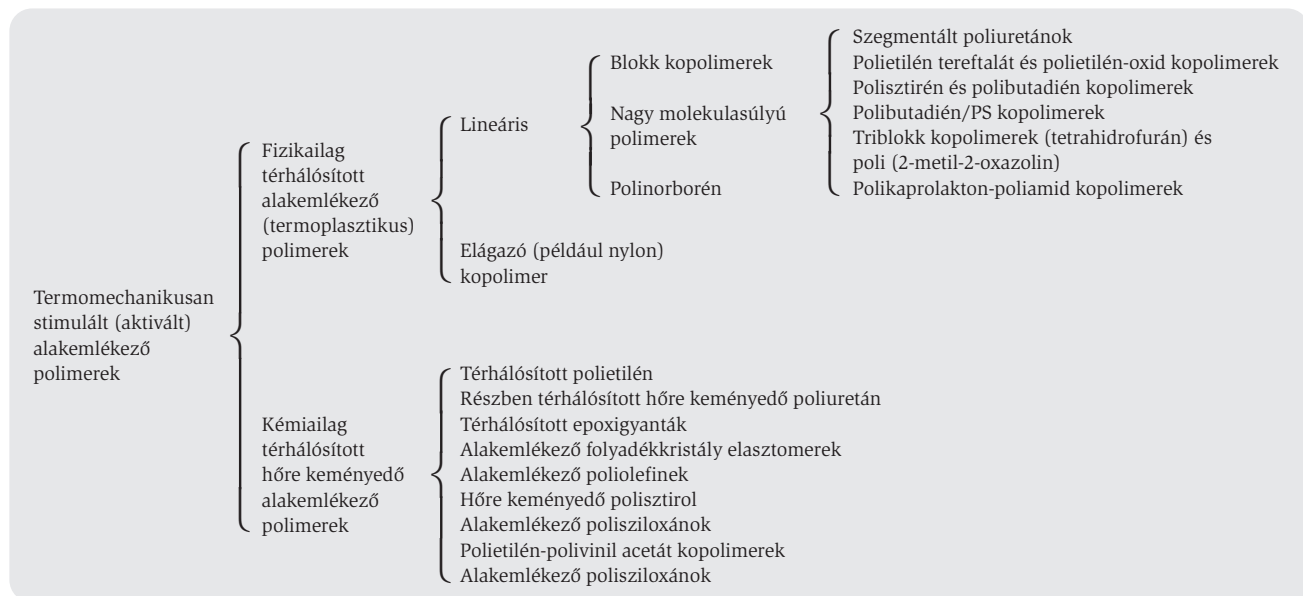 Termomechanikusan
stimulált (aktivált)
alakemlékező
polimerek
Fizikailag
térhálósított
alakemlékező
(termoplasztikus)
polimerek
Lineáris
Blokk kopolimerek
Nagy molekulasúlyú
polimerek
Polinorborén
Szegmentált poliuretánok
Polietilén tereftalát és polietilén-oxid kopolimerek
Polisztirén és polibutadién kopolimerek
Polibutadién/PS kopolimerek
Triblokk kopolimerek (tetrahidrofurán) és
poli (2-metil-2-oxazolin)
Polikaprolakton-poliamid kopolimerek
Elágazó (például nylon)
kopolimer
Kémiailag
térhálósított
hőre keményedő
alakemlékező
polimerek
Térhálósított polietilén
Részben térhálósított hőre keményedő poliuretán
Térhálósított epoxigyanták
Alakemlékező folyadékkristály elasztomerek
Alakemlékező poliolefinek
Hőre keményedő polisztirol
Alakemlékező polisziloxánok
Polietilén-polivinil acetát kopolimerek
Alakemlékező polisziloxánok